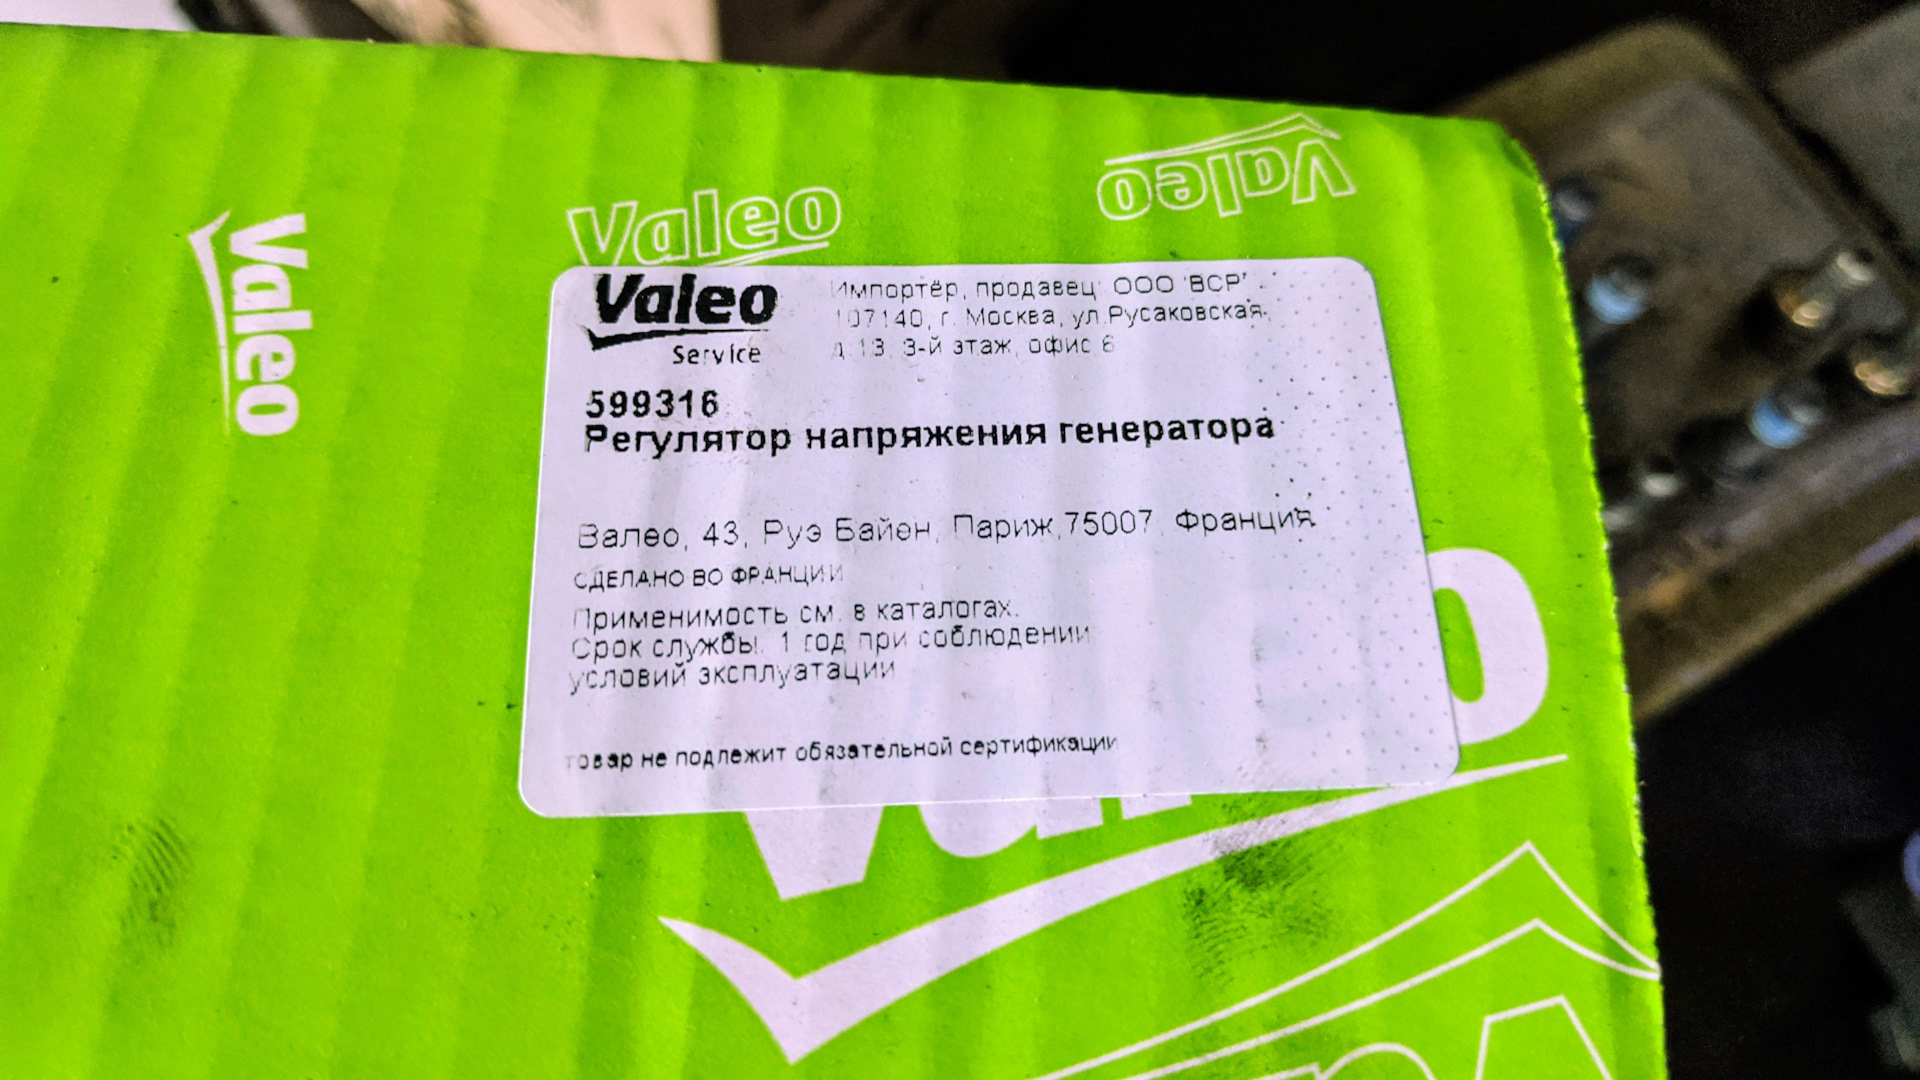 Valeo
Valeo
Valeo
Valeo
Service
Импортёр, продавец: ООО 'ВСР'
107140, г. Москва, ул.Русаковская,
д.13, 3-й этаж, офис 6
599316
Регулятор напряжения генератора
Валео, 43, Руэ Байен, Париж,75007, Франция.
СДЕЛАНО ВО ФРАНЦИИ
Применимость см. в каталогах.
Срок службы: 1 год при соблюдении
условий эксплуатации
товар не подлежит обязательной сертификации
Valeo